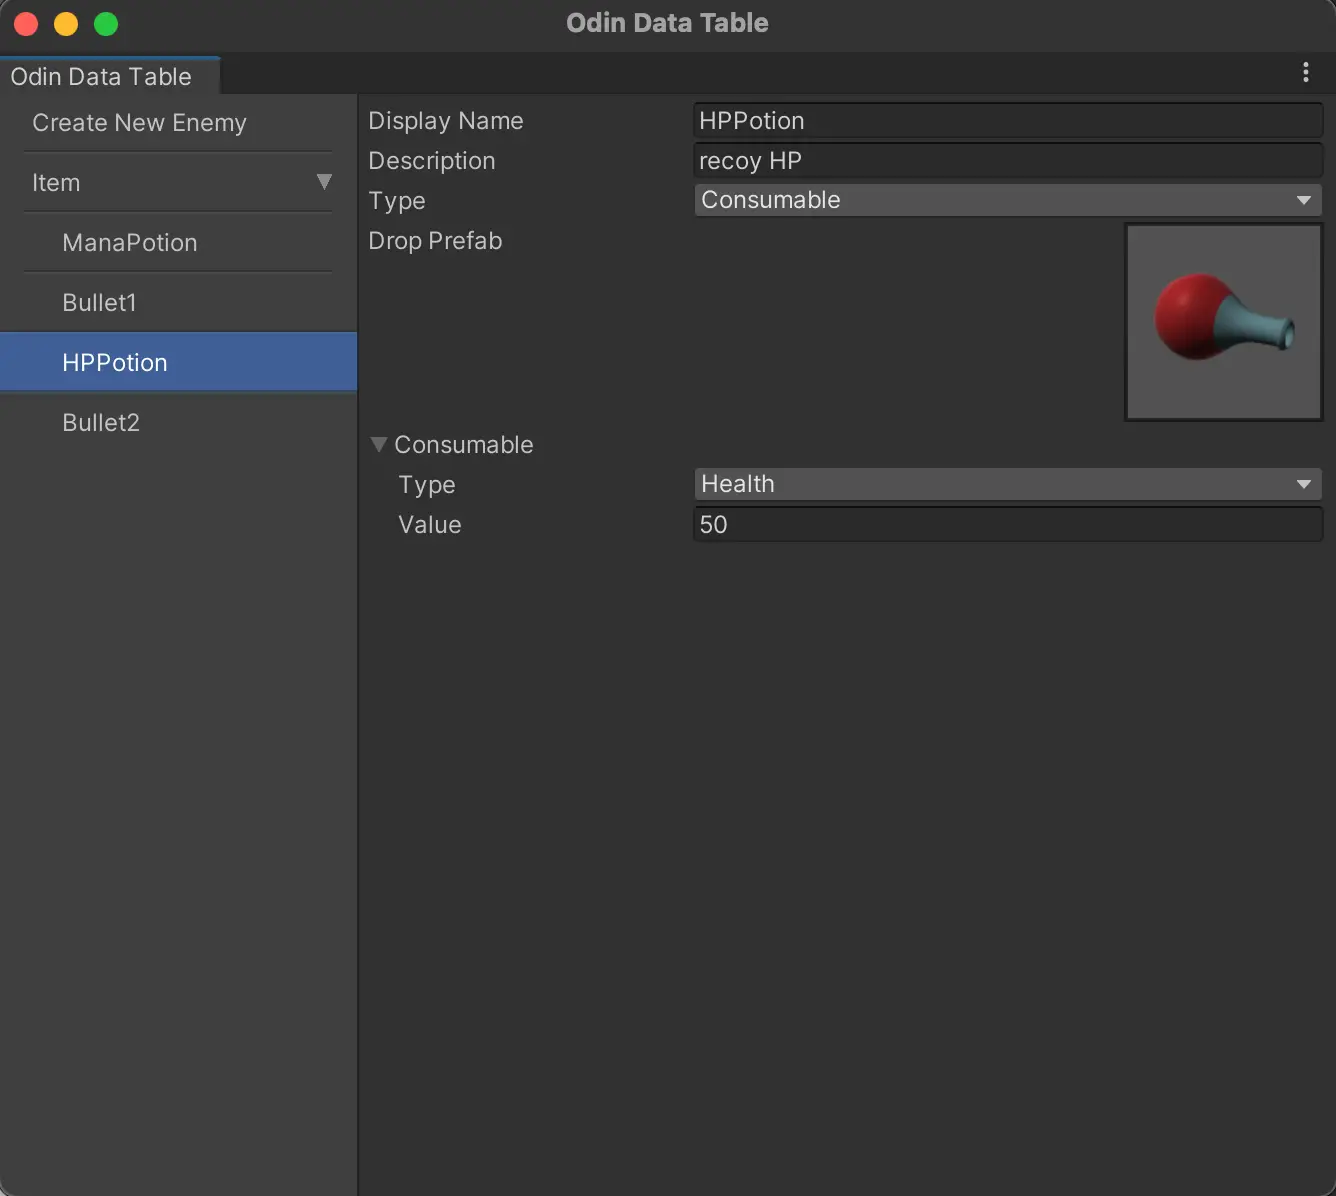 Odin Data Table
Odin Data Table
Create New Enemy
Item
ManaPotion
Bullet1
HPPotion
Bullet2
Display Name HPPotion
Description recoy HP
Type Consumable
Drop Prefab
Consumable
Type Health
Value 50